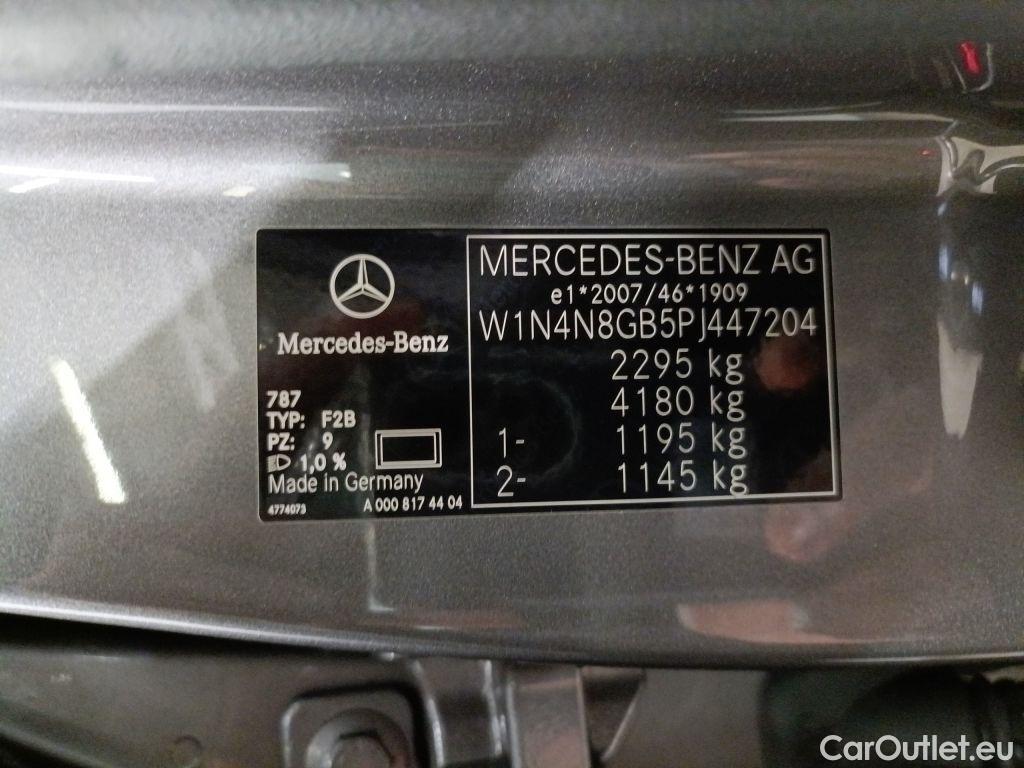 Mercedes-Benz
787
TYP: F2B
PZ: 9
1,0 %
Made in Germany
4774073
A 000 817 44 04
MERCEDES-BENZ AG
e1*2007/46*1909
W1N4N8GB5PJ447204
2295 kg
4180 kg
1- 1195 kg
2- 1145 kg
CarOutlet.eu